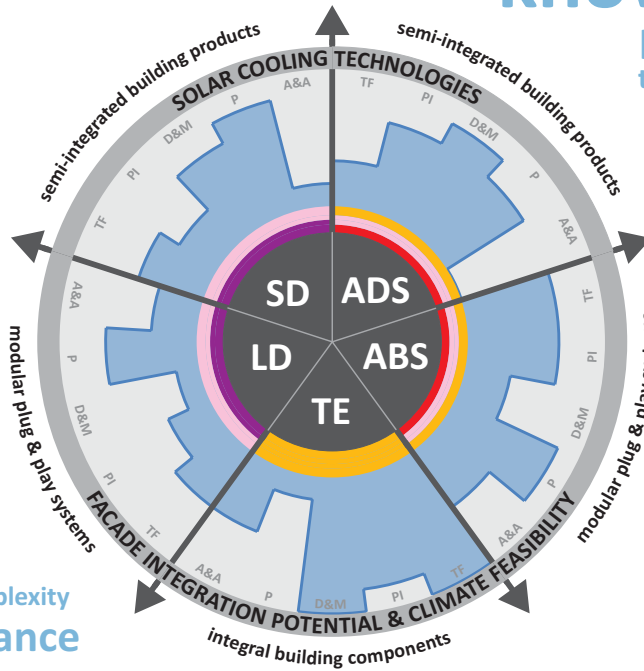 semi-integrated building products
semi-integrated building products
SOLAR COOLING TECHNOLOGIES
TF
PI
D&M
P
A&A
TF
PI
D&M
P
A&A
SD
ADS
LD
ABS
TE
A&A
P
D&M
PI
TF
TF
PI
D&M
P
A&A
A&A
P
D&M
PI
TF
modular plug & play systems
modular plug & play
FACADE INTEGRATION POTENTIAL & CLIMATE FEASIBILITY
integral building components
plexity
ance